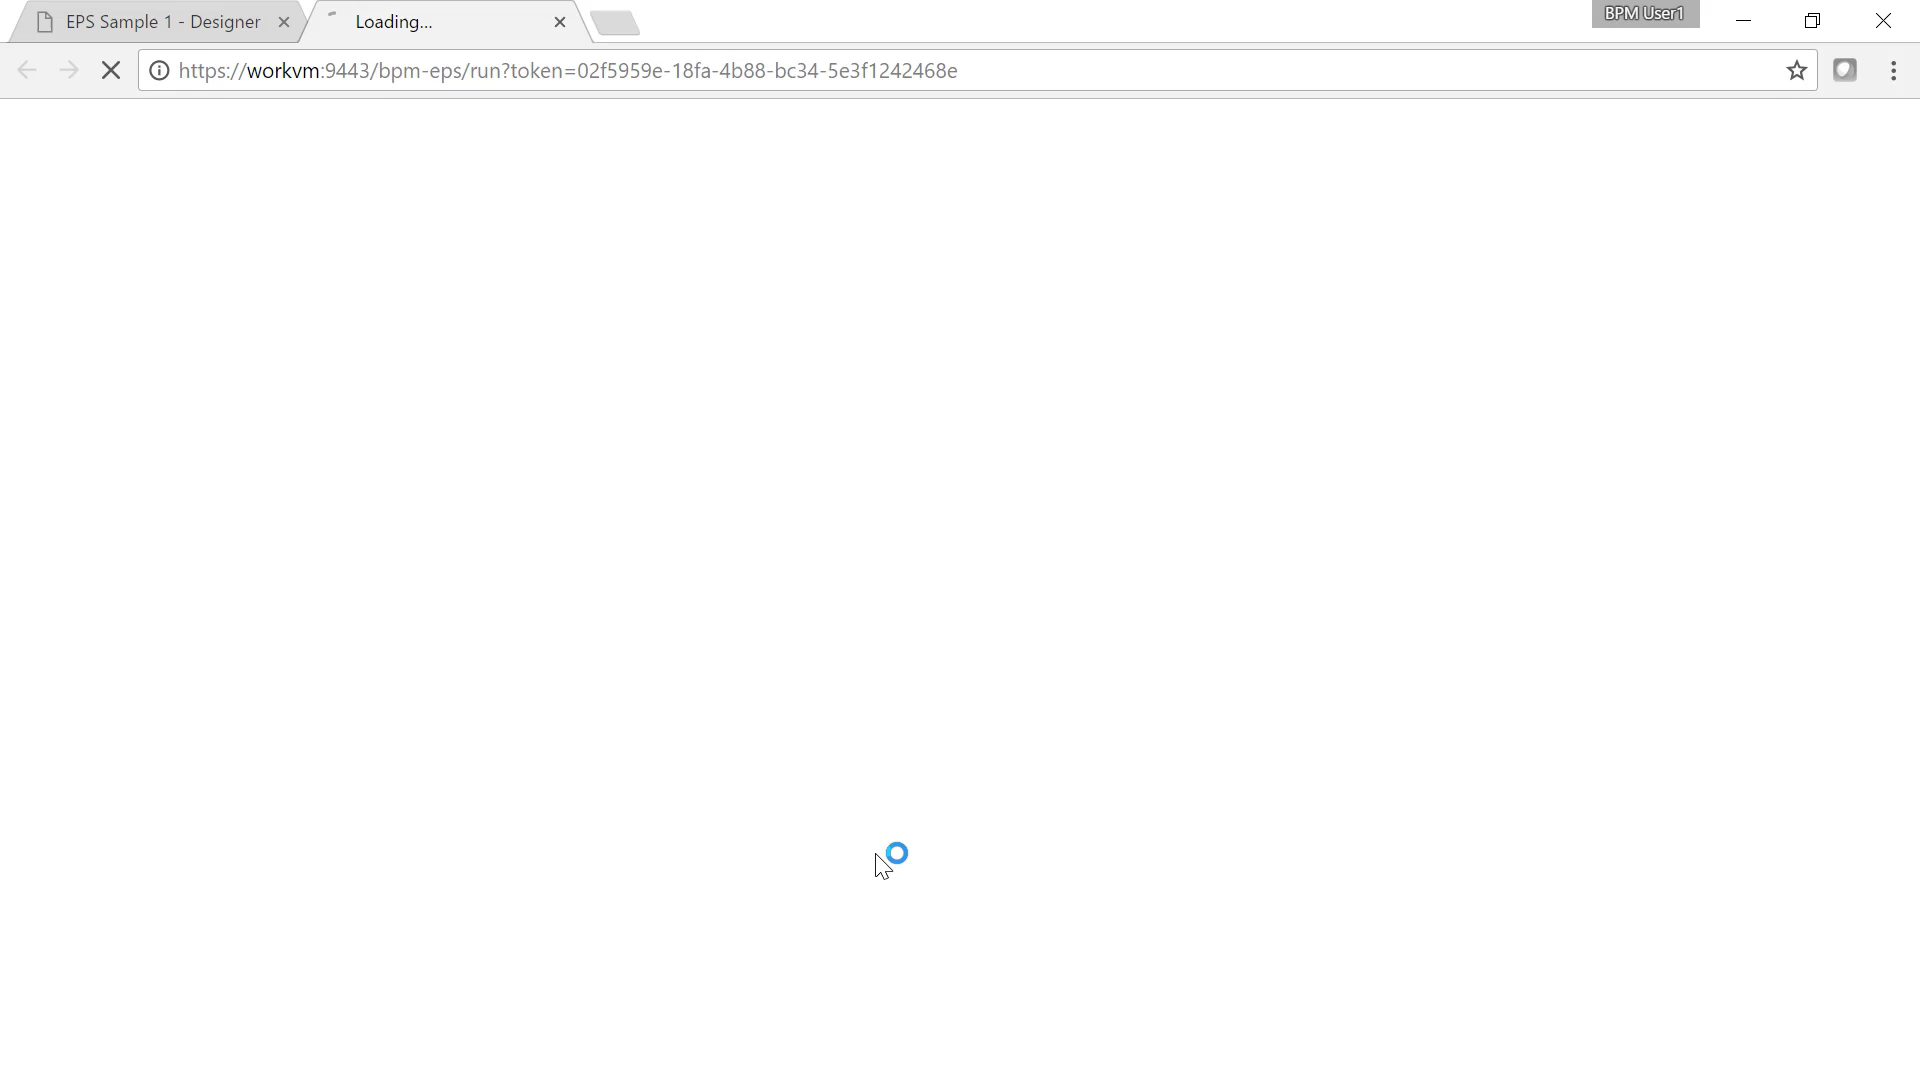 EPS Sample 1 - Designer
Loading...
BPM User1
https://workvm:9443/bpm-eps/run?token=02f5959e-18fa-4b88-bc34-5e3f1242468e